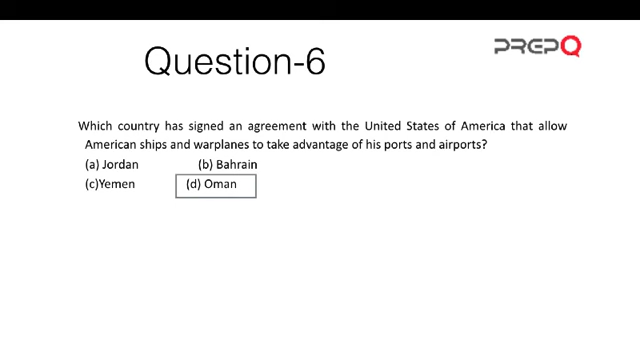 PREPQ
Question-6
Which country has signed an agreement with the United States of America that allow
American ships and warplanes to take advantage of his ports and airports?
(a) Jordan (b) Bahrain
(c)Yemen (d) Oman